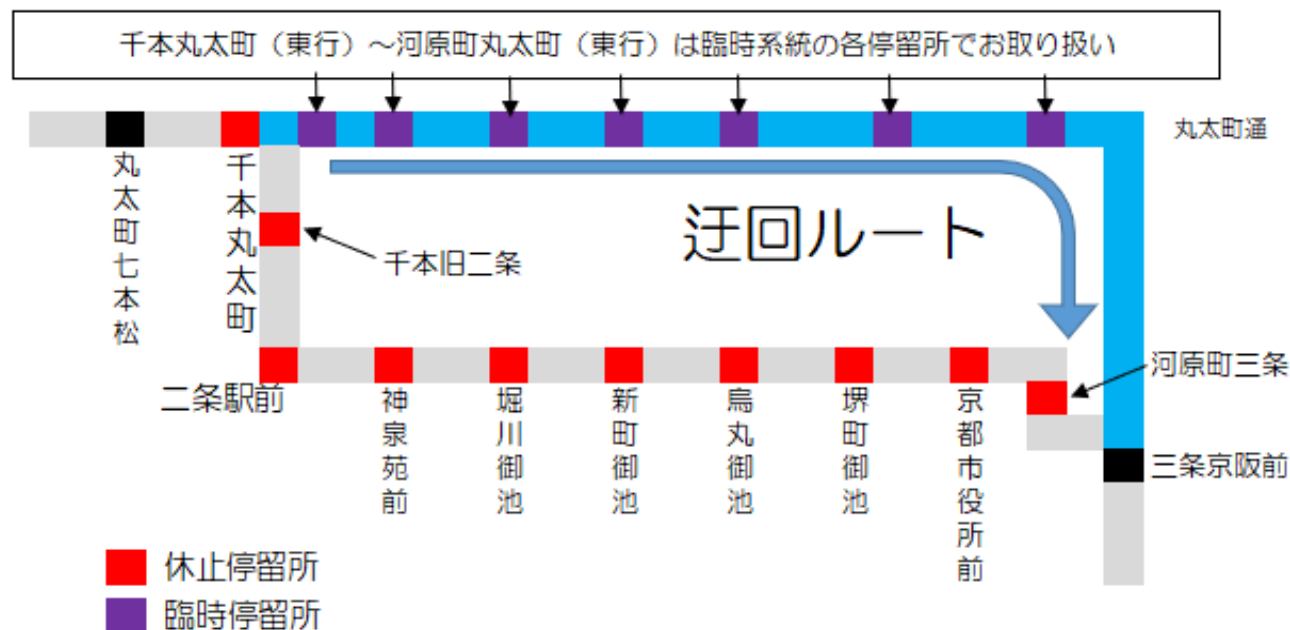 千本丸太町（東行）～河原町丸太町（東行）は臨時系統の各停留所でお取り扱い
丸太町通
丸太町七本松
千本丸太町
千本旧二条
迂回ルート
河原町三条
二条駅前
神泉苑前
堀川御池
新町御池
烏丸御池
堺町御池
京都市役所前
三条京阪前
休止停留所
臨時停留所